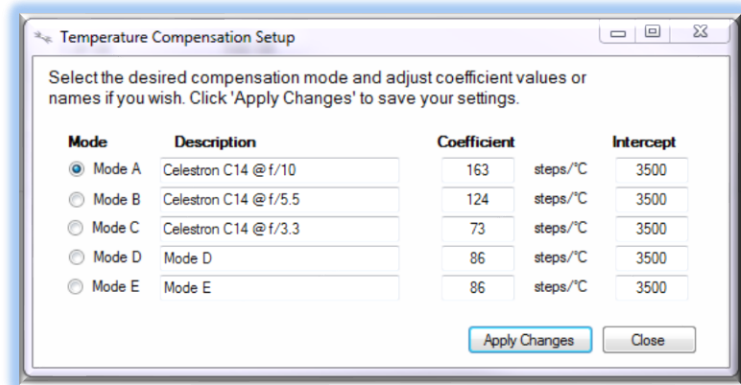 Temperature Compensation Setup
Select the desired compensation mode and adjust coefficient values or
names if you wish. Click 'Apply Changes' to save your settings.
Mode Description Coefficient Intercept
Mode A Celestron C14 @ f/10 163 steps/°C 3500
Mode B Celestron C14 @ f/5.5 124 steps/°C 3500
Mode C Celestron C14 @ f/3.3 73 steps/°C 3500
Mode D Mode D 86 steps/°C 3500
Mode E Mode E 86 steps/°C 3500
Apply Changes Close